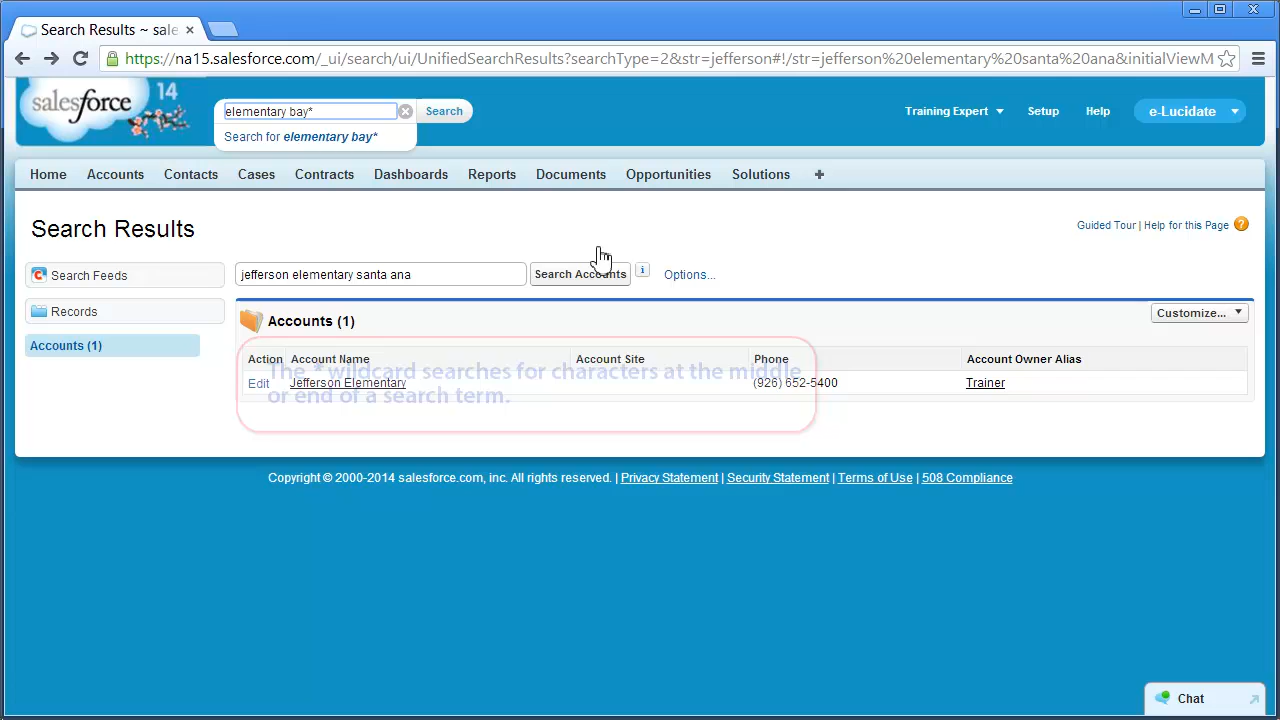 Search Results ~ sale
https://na15.salesforce.com/_ui/search/ui/UnifiedSearchResults?searchType=2&str=jefferson#!/str=jefferson%20elementary%20santa%20ana&initialViewM
salesforce 14
elementary bay*
Search
Search for elementary bay*
Training Expert
Setup
Help
e-Lucidate
Home
Accounts
Contacts
Cases
Contracts
Dashboards
Reports
Documents
Opportunities
Solutions
+
Search Results
Guided Tour | Help for this Page ?
Search Feeds
jefferson elementary santa ana
Search Accounts
i
Options...
Records
Accounts (1)
Accounts (1)
Customize...
Action Account Name Account Site Phone Account Owner Alias
Edit Jefferson Elementary (926) 652-5400 Trainer
The * wildcard searches for characters at the middle
or end of a search term.
Copyright © 2000-2014 salesforce.com, inc. All rights reserved. | Privacy Statement | Security Statement | Terms of Use | 508 Compliance
Chat